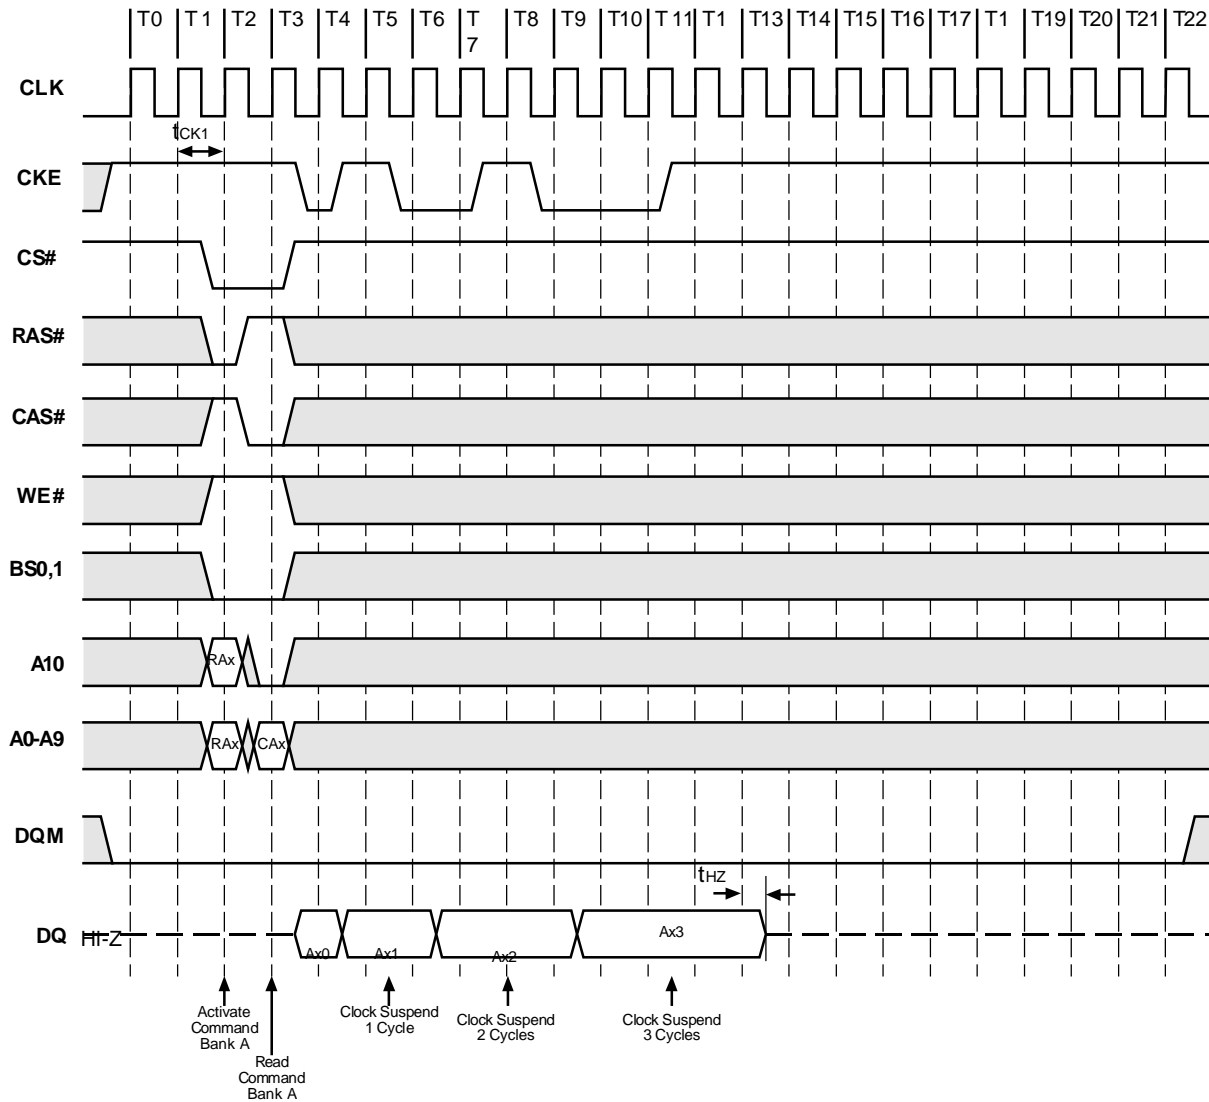 T0 T 1 T2 T3 T4 T5 T6 T 7 T8 T9 T10 T 11 T1 T13 T14 T15 T16 T17 T1 T19 T20 T21 T22
CLK
tCK1
CKE
CS#
RAS#
CAS#
WE#
BS0,1
A10 RAx
A0-A9 RAx CAx
DQM
tHZ
DQ HI-Z Ax0 Ax1 Ax2 Ax3
Activate
Command
Bank A
Read
Command
Bank A
Clock Suspend
1 Cycle
Clock Suspend
2 Cycles
Clock Suspend
3 Cycles